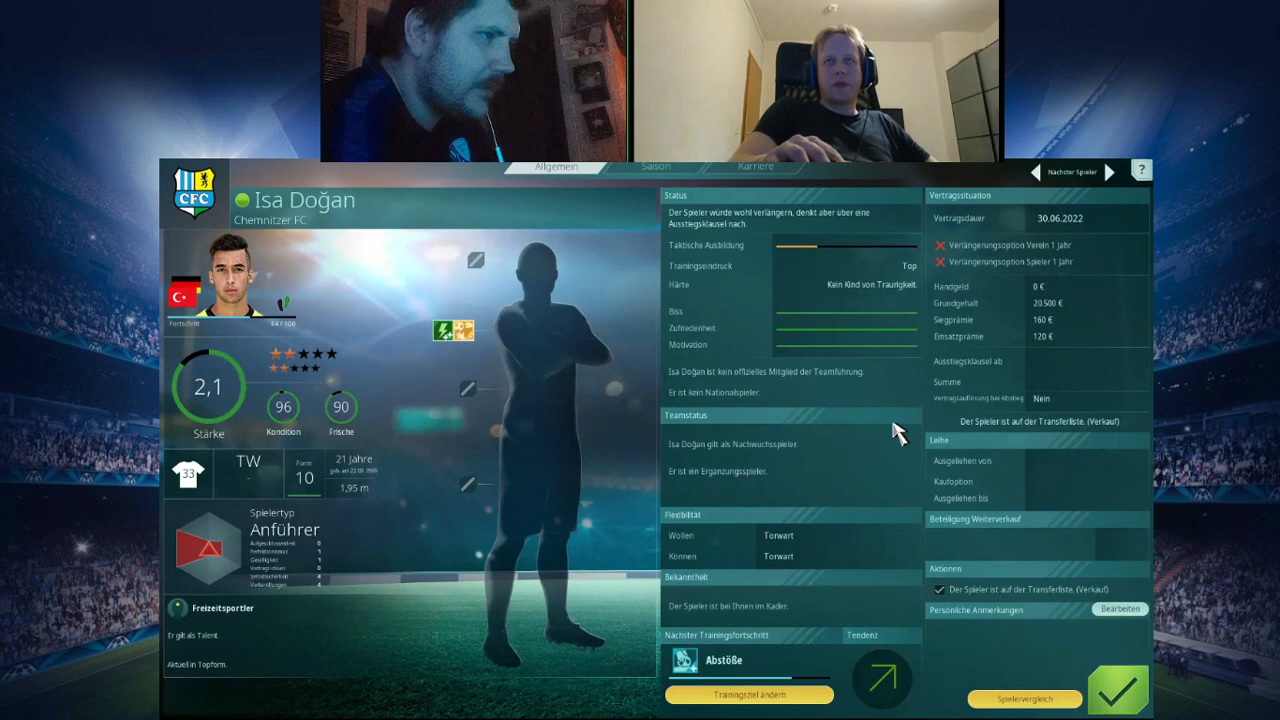 Allgemein
Saison
Karriere
Nächster Spieler
?
CFC
Isa Doğan
Chemnitzer FC
Fortschritt
2,1
Stärke
96
Kondition
90
Frische
33
TW
-
Form
10
21 Jahre
1,95 m
Spielertyp
Anführer
Freizeitsportler
Er gilt als Talent.
Aktuell in Topform.
Status
Der Spieler würde wohl verlängern, denkt aber über eine
Ausstiegsklausel nach.
Taktische Ausbildung
Trainingseindruck Top
Härte Kein Kind von Traurigkeit.
Biss
Zufriedenheit
Motivation
Isa Doğan ist kein offizielles Mitglied der Teamführung.
Er ist kein Nationalspieler.
Teamstatus
Isa Doğan gilt als Nachwuchsspieler.
Er ist ein Ergänzungsspieler.
Flexibilität
Wollen Torwart
Können Torwart
Bekanntheit
Der Spieler ist bei Ihnen im Kader.
Nächster Trainingsfortschritt
Tendenz
Abstöße
Trainingsziel ändern
Vertragssituation
Vertragsdauer 30.06.2022
Verlängerungsoption Verein 1 Jahr
Verlängerungsoption Spieler 1 Jahr
Handgeld 0 €
Grundgehalt 20.500 €
Siegprämie 160 €
Einsatzprämie 120 €
Ausstiegsklausel ab
Summe
Vertragsauflösung bei Abstieg Nein
Der Spieler ist auf der Transferliste. (Verkauf)
Leihe
Ausgeliehen von
Kaufoption
Ausgeliehen bis
Beteiligung Weiterverkauf
Aktionen
Der Spieler ist auf der Transferliste. (Verkauf)
Persönliche Anmerkungen
Bearbeiten
Spielervergleich